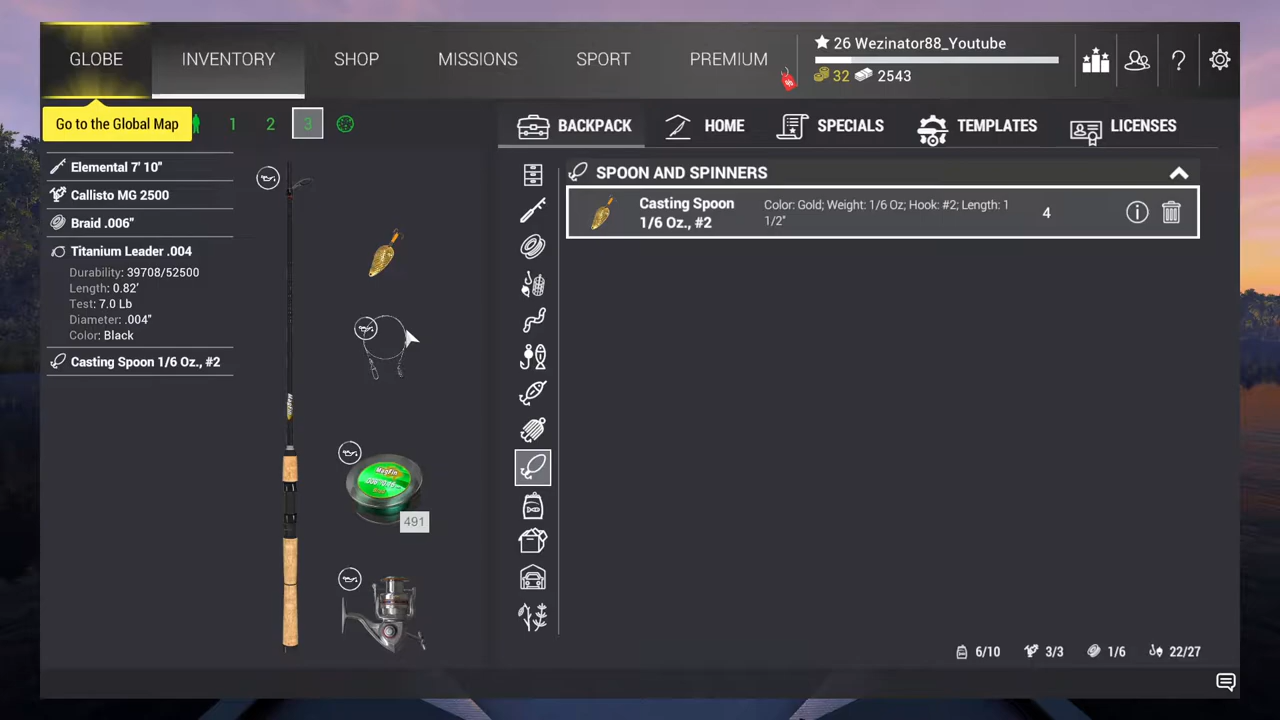 GLOBE
INVENTORY
SHOP
MISSIONS
SPORT
PREMIUM
26 Wezinator88_Youtube
32 2543
?
Go to the Global Map
1 2 3
BACKPACK
HOME
SPECIALS
TEMPLATES
LICENSES
Elemental 7' 10"
Callisto MG 2500
Braid .006"
Titanium Leader .004
Durability: 39708/52500
Length: 0.82'
Test: 7.0 Lb
Diameter: .004"
Color: Black
Casting Spoon 1/6 Oz., #2
MagFin
491
SPOON AND SPINNERS
Casting Spoon
1/6 Oz., #2
Color: Gold; Weight: 1/6 Oz; Hook: #2; Length: 1
1/2"
4
6/10
3/3
1/6
22/27